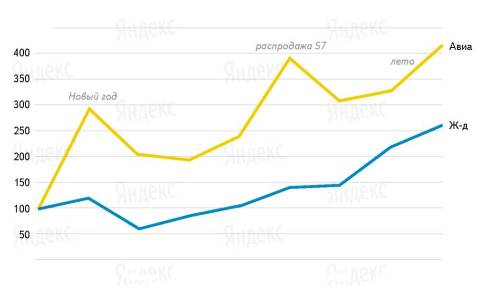 Яндекс
400
распродажа S7
Авиа
лето
350
Новый год
300
250
200
150
Ж-д
100
50